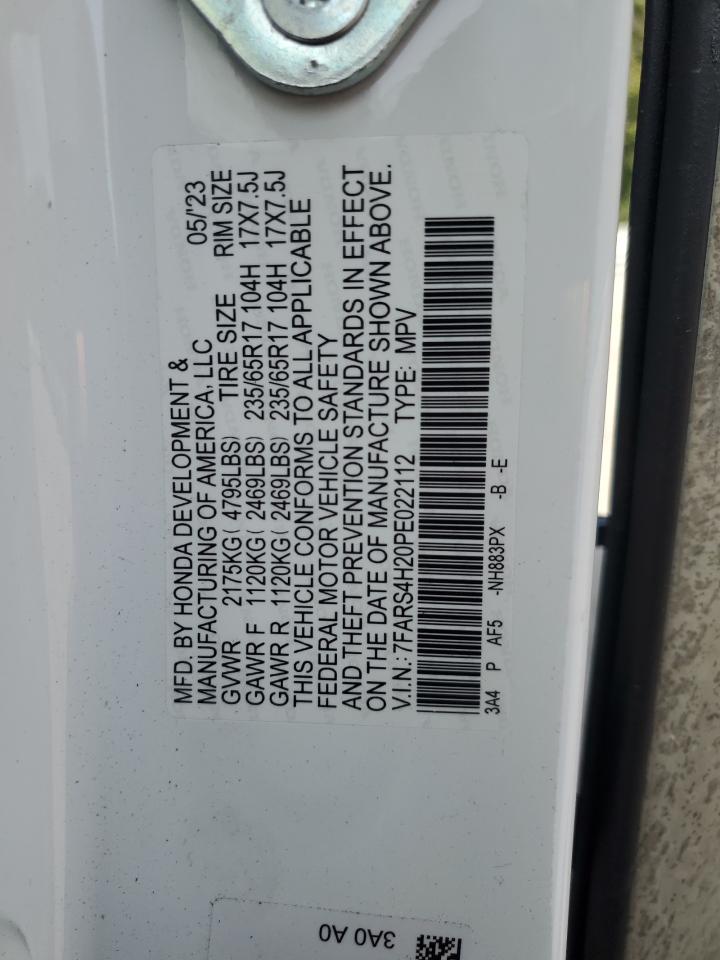 MFD. BY HONDA DEVELOPMENT & 05/'23
MANUFACTURING OF AMERICA, LLC
GVWR 2175KG( 4795LBS) TIRE SIZE RIM SIZE
GAWR F 1120KG( 2469LBS) 235/65R17 104H 17X7.5J
GAWR R 1120KG( 2469LBS) 235/65R17 104H 17X7.5J
THIS VEHICLE CONFORMS TO ALL APPLICABLE
FEDERAL MOTOR VEHICLE SAFETY
AND THEFT PREVENTION STANDARDS IN EFFECT
ON THE DATE OF MANUFACTURE SHOWN ABOVE.
V.I.N.: 7FARS4H20PE022112 TYPE: MPV
3A4 P AF5 -NH883PX -B -E
3A0 A0